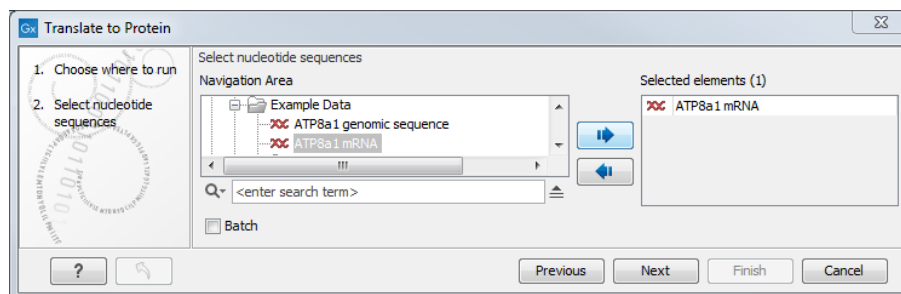 Gx Translate to Protein
1. Choose where to run
2. Select nucleotide
sequences
Select nucleotide sequences
Navigation Area
Example Data
ATP8a1 genomic sequence
ATP8a1 mRNA
<enter search term>
Batch
Selected elements (1)
ATP8a1 mRNA
?
Previous
Next
Finish
Cancel